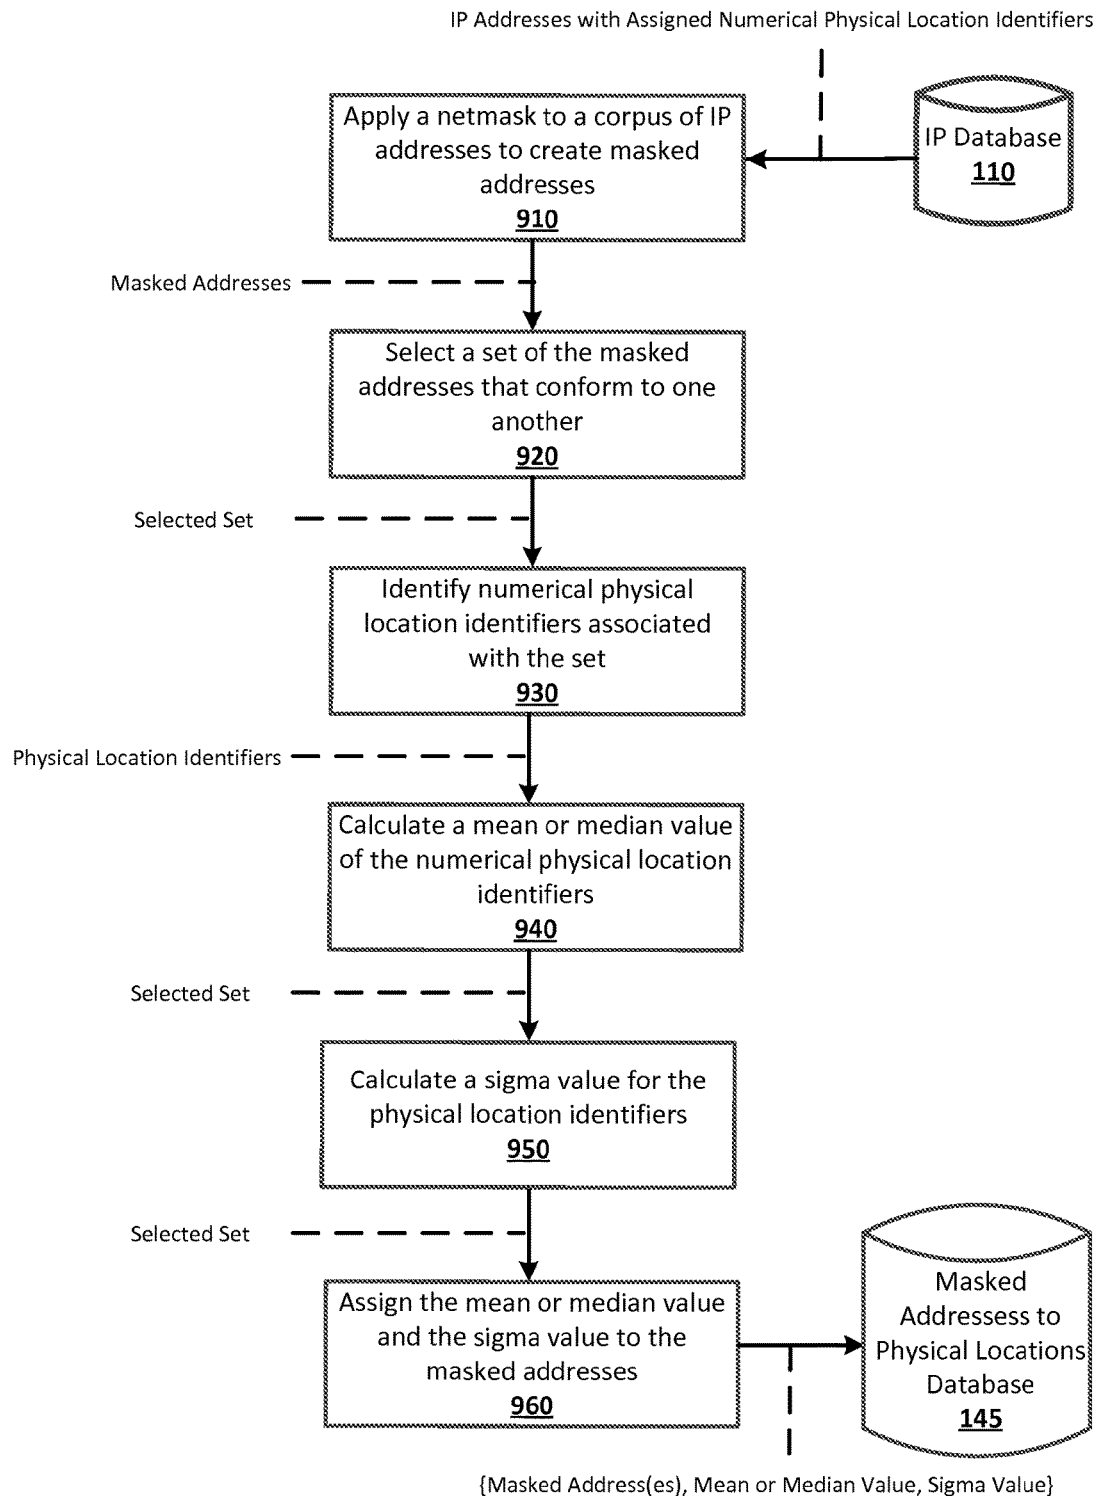 IP Addresses with Assigned Numerical Physical Location Identifiers
Apply a netmask to a corpus of IP
addresses to create masked
addresses
910
IP Database
110
Masked Addresses
Select a set of the masked
addresses that conform to one
another
920
Selected Set
Identify numerical physical
location identifiers associated
with the set
930
Physical Location Identifiers
Calculate a mean or median value
of the numerical physical location
identifiers
940
Selected Set
Calculate a sigma value for the
physical location identifiers
950
Selected Set
Assign the mean or median value
and the sigma value to the
masked addresses
960
Masked
Addressess to
Physical Locations
Database
145
{Masked Address(es), Mean or Median Value, Sigma Value}